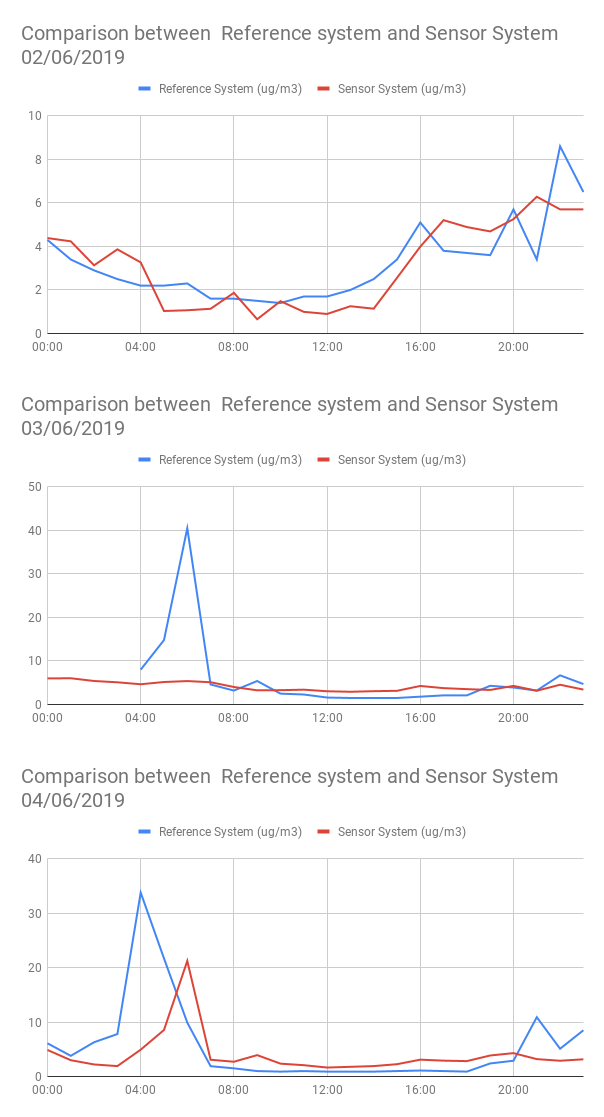 Comparison between  Reference system and Sensor System
02/06/2019
Reference System (ug/m3) Sensor System (ug/m3)
10
8
6
4
2
0
00:00 04:00 08:00 12:00 16:00 20:00
Comparison between  Reference system and Sensor System
03/06/2019
Reference System (ug/m3) Sensor System (ug/m3)
50
40
30
20
10
0
00:00 04:00 08:00 12:00 16:00 20:00
Comparison between  Reference system and Sensor System
04/06/2019
Reference System (ug/m3) Sensor System (ug/m3)
40
30
20
10
0
00:00 04:00 08:00 12:00 16:00 20:00